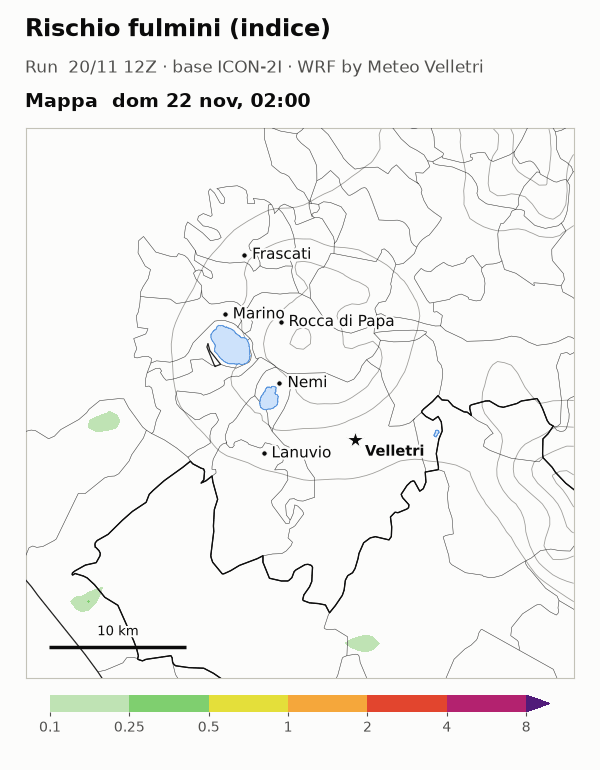 Rischio fulmini (indice)
Run  20/11 12Z · base ICON-2I · WRF by Meteo Velletri
Mappa  dom 22 nov, 02:00
Frascati
Marino
Rocca di Papa
Nemi
Velletri
Lanuvio
10 km
0.1 0.25 0.5 1 2 4 8